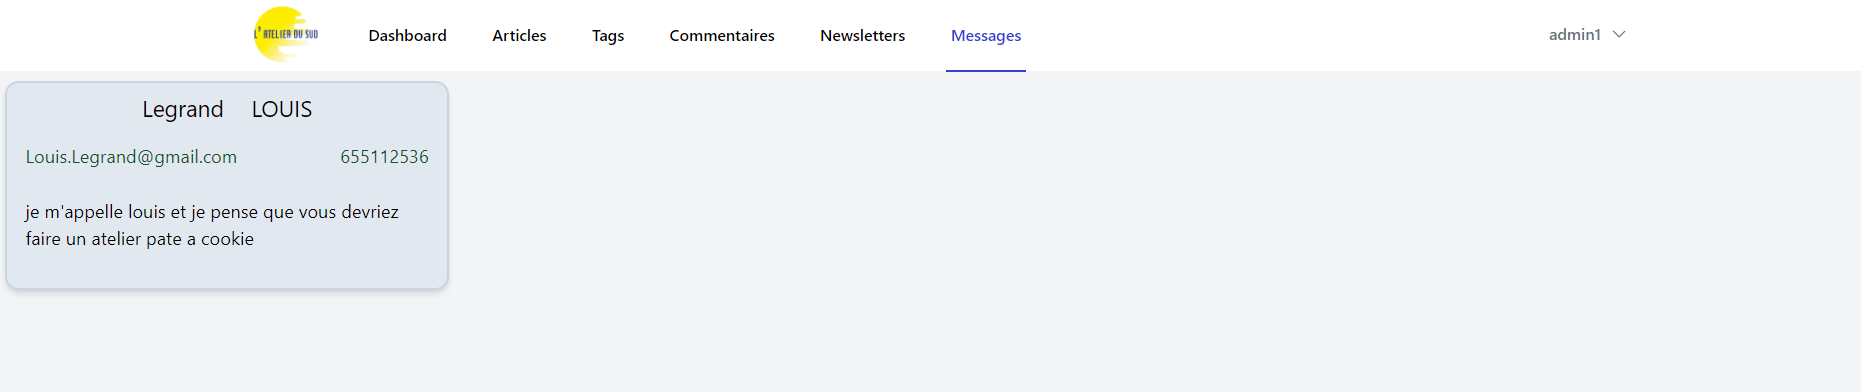 L'ATELIER DU SUD
Dashboard Articles Tags Commentaires Newsletters Messages admin1
Legrand LOUIS
Louis.Legrand@gmail.com 655112536
je m'appelle louis et je pense que vous devriez
faire un atelier pate a cookie